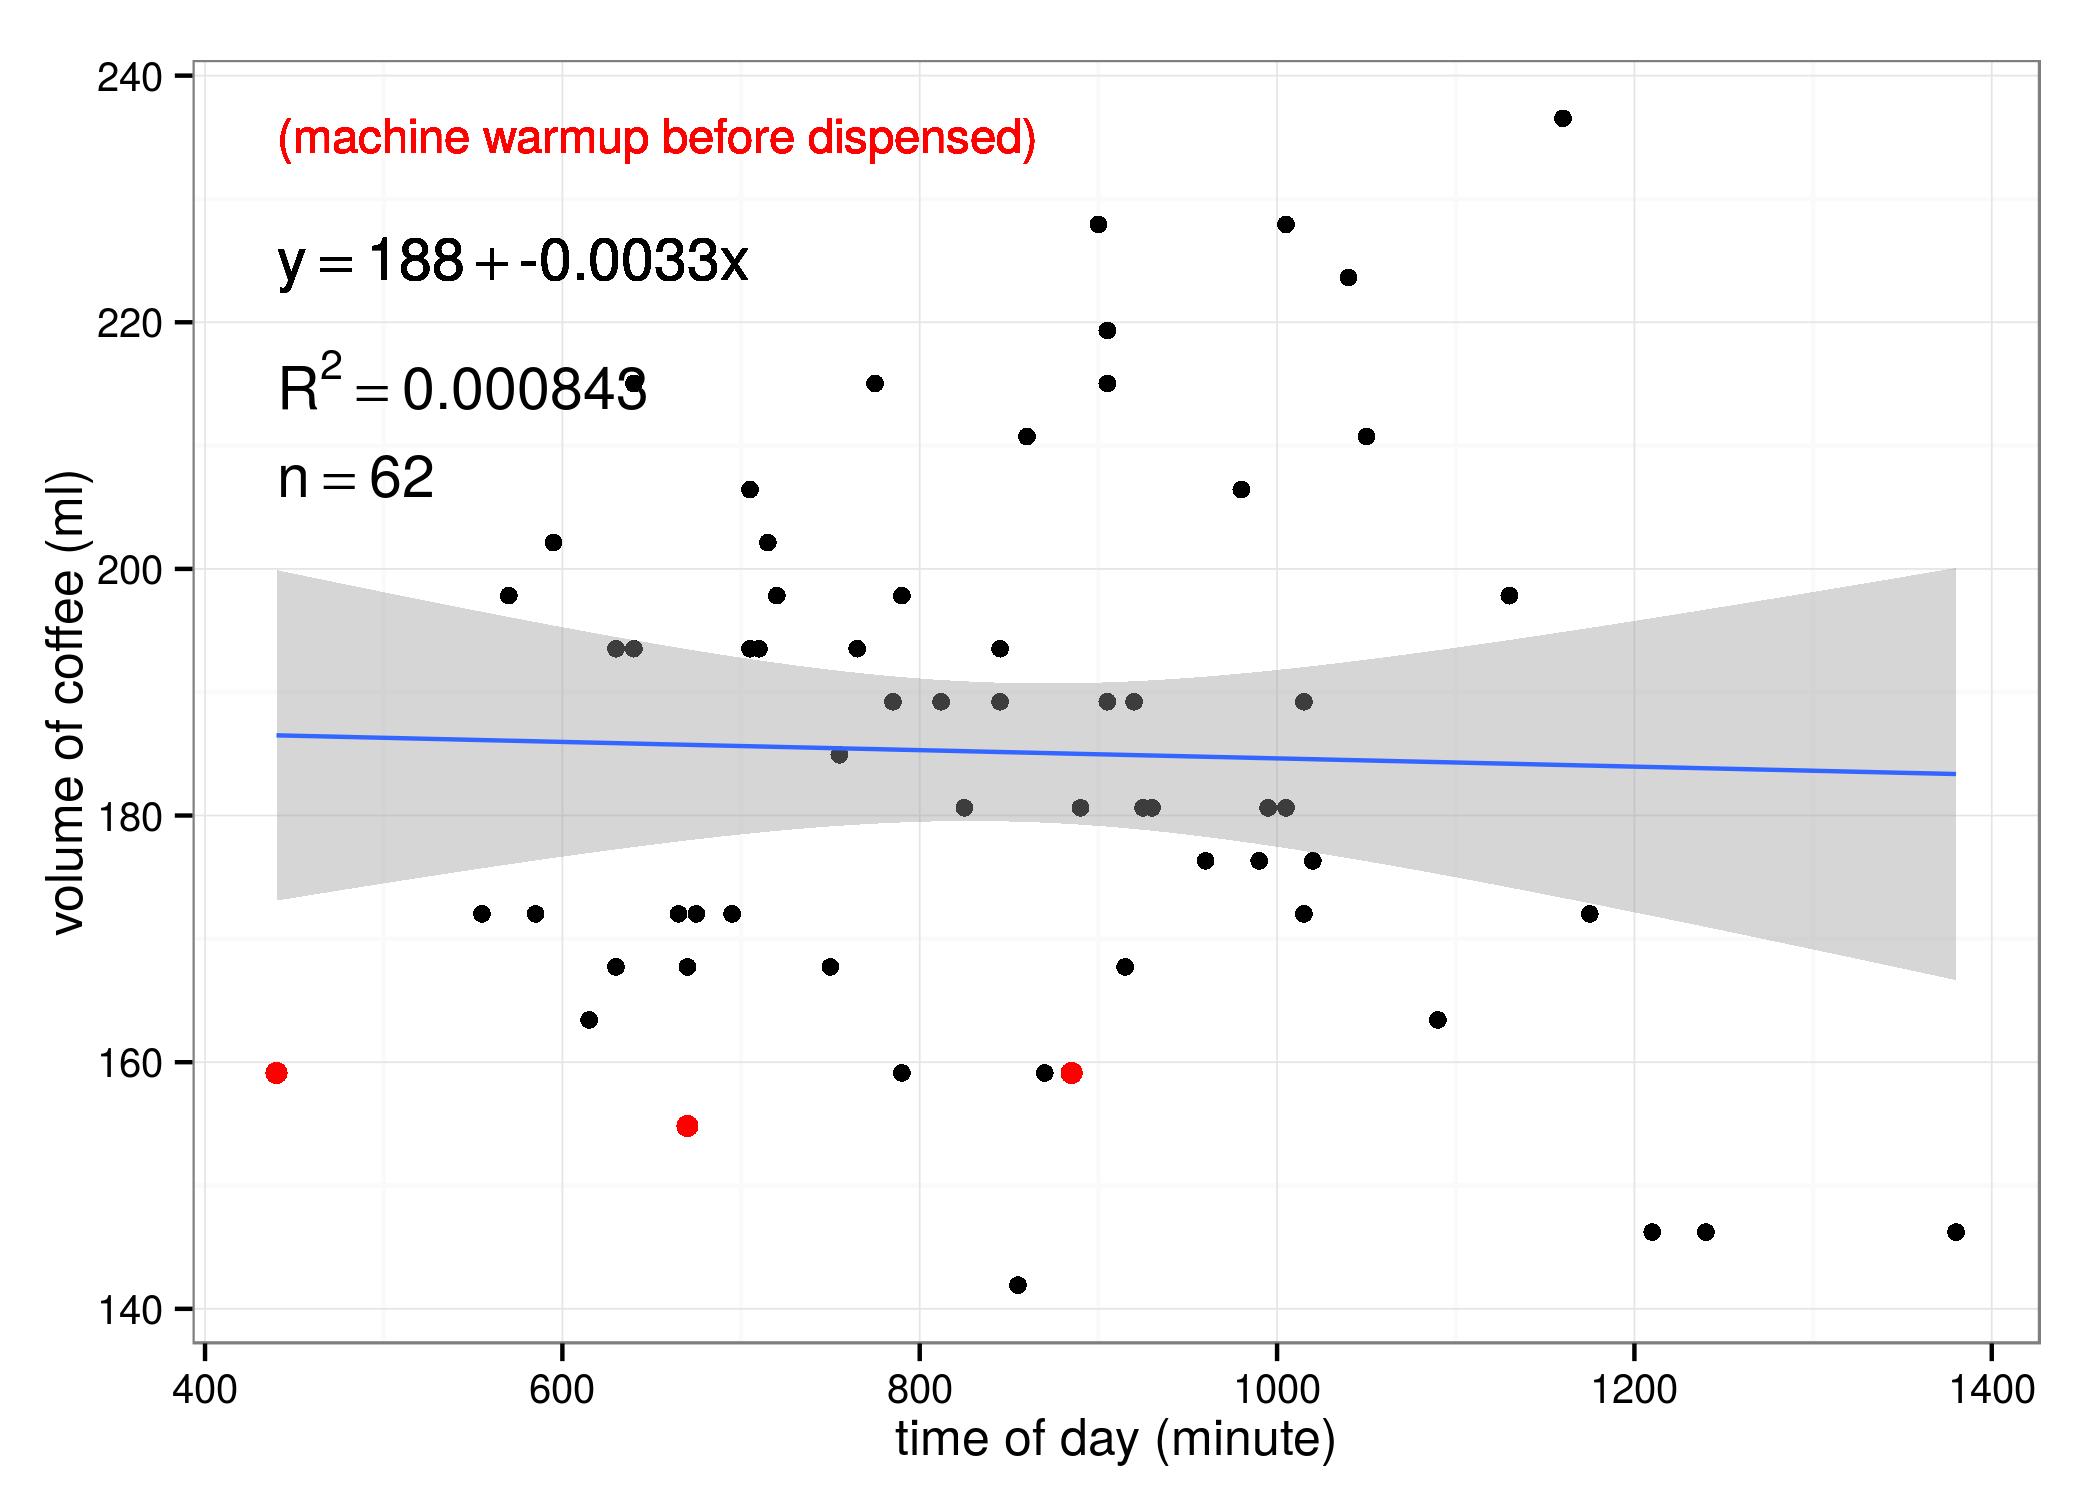 240
(machine warmup before dispensed)
y = 188 + -0.0033x
220
R² = 0.000843
n = 62
200
180
160
140
volume of coffee (ml)
400 600 800 1000 1200 1400
time of day (minute)